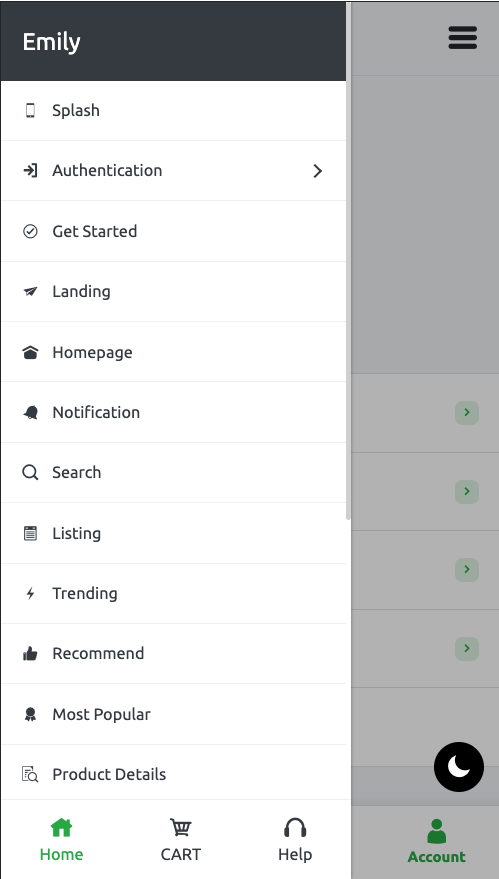 Emily
Splash
Authentication
Get Started
Landing
Homepage
Notification
Search
Listing
Trending
Recommend
Most Popular
Product Details
Home
CART
Help
Account